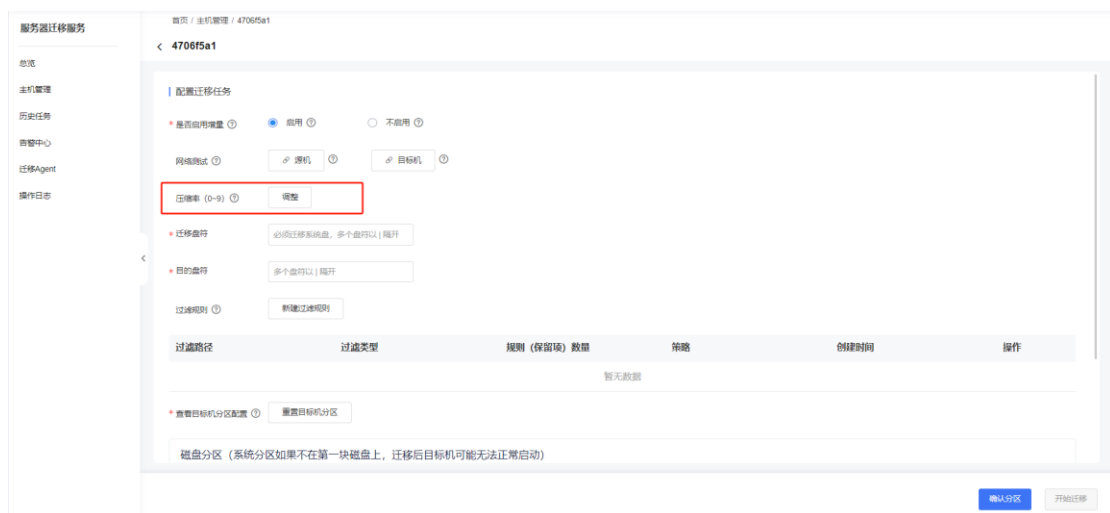 服务器迁移服务
首页 / 主机管理 / 4706f5a1
4706f5a1
总览
主机管理
历史任务
告警中心
迁移Agent
操作日志
配置迁移任务
* 是否启用增量 启用 不启用
网络测试 源机 目标机
压缩率（0~9） 调整
* 迁移盘符 必须迁移系统盘，多个盘符以 | 隔开
* 目的盘符 多个盘符以 | 隔开
过滤规则 新建过滤规则
过滤路径 过滤类型 规则（保留项）数量 策略 创建时间 操作
暂无数据
* 查看目标机分区配置 重置目标机分区
磁盘分区（系统分区如果不在第一块磁盘上，迁移后目标机可能无法正常启动）
确认分区 开始迁移